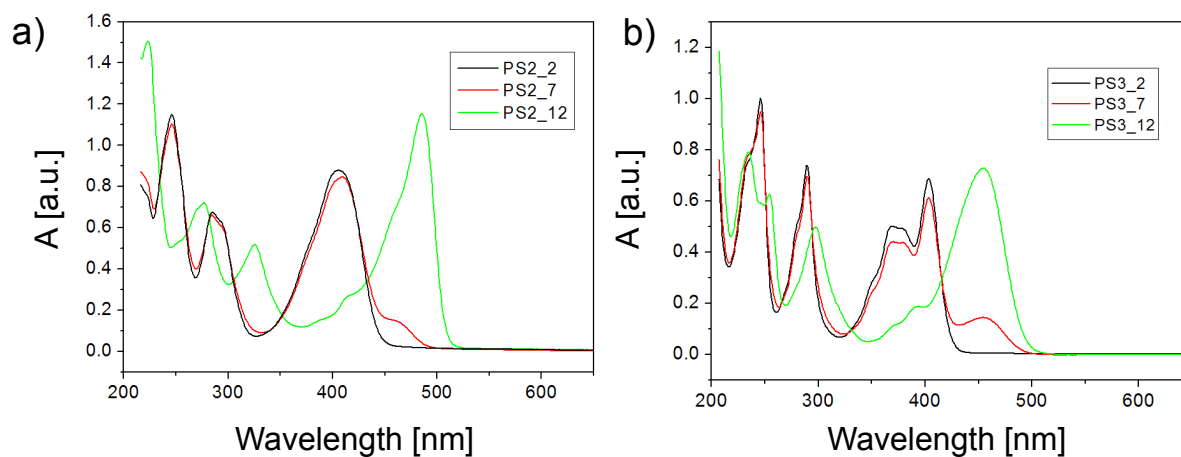 a)
1.6
1.4
1.2
1.0
0.8
0.6
0.4
0.2
0.0
A [a.u.]
PS2_2
PS2_7
PS2_12
200 300 400 500 600
Wavelength [nm]
b)
1.2
1.0
0.8
0.6
0.4
0.2
0.0
A [a.u.]
PS3_2
PS3_7
PS3_12
200 300 400 500 600
Wavelength [nm]